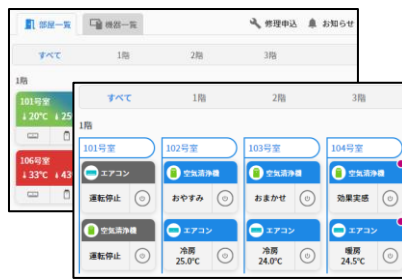 部屋一覧
機器一覧
修理申込
お知らせ
すべて
1階
2階
3階
1階
101号室
20°C
106号室
33°C
すべて
1階
2階
3階
1階
101号室
102号室
103号室
104号室
エアコン
空気清浄機
空気清浄機
空気清浄機
運転停止
おやすみ
おまかせ
効果実感
空気清浄機
エアコン
エアコン
エアコン
運転停止
冷房
25.0°C
冷房
24.0°C
暖房
24.5°C